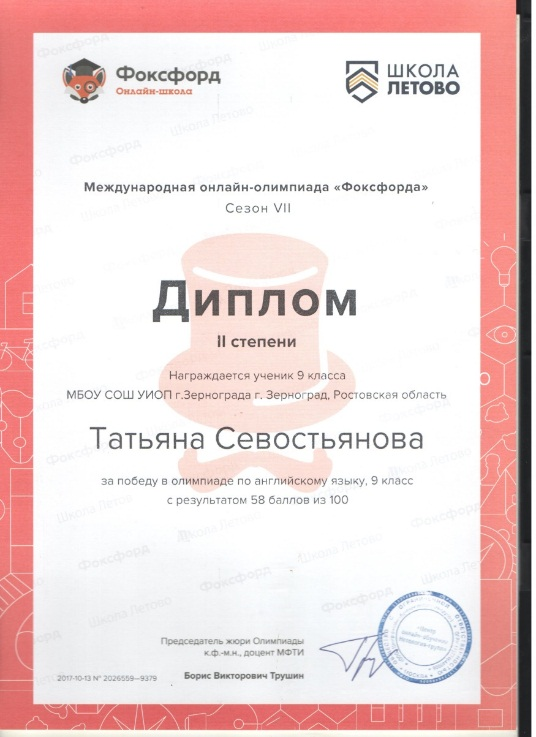 Фоксфорд
Онлайн-школа
ШКОЛА
ЛЕТОВО
Международная онлайн-олимпиада «Фоксфорда»
Сезон VII
Диплом
II степени
Награждается ученик 9 класса
МБОУ СОШ УИОП г.Зернограда г. Зерноград, Ростовская область
Татьяна Севостьянова
за победу в олимпиаде по английскому языку, 9 класс
с результатом 58 баллов из 100
Председатель жюри Олимпиады
к.ф.-м.н., доцент МФТИ
2017-10-13 № 2026559—9379
Борис Викторович Трушин